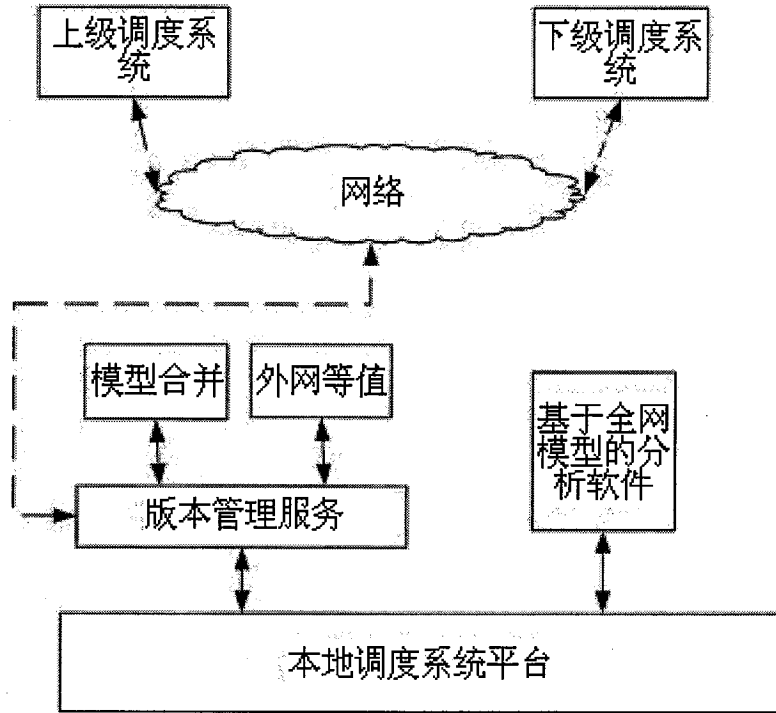 上级调度系
统
下级调度系
统
网络
模型合并
外网等值
基于全网
模型的分
析软件
版本管理服务
本地调度系统平台